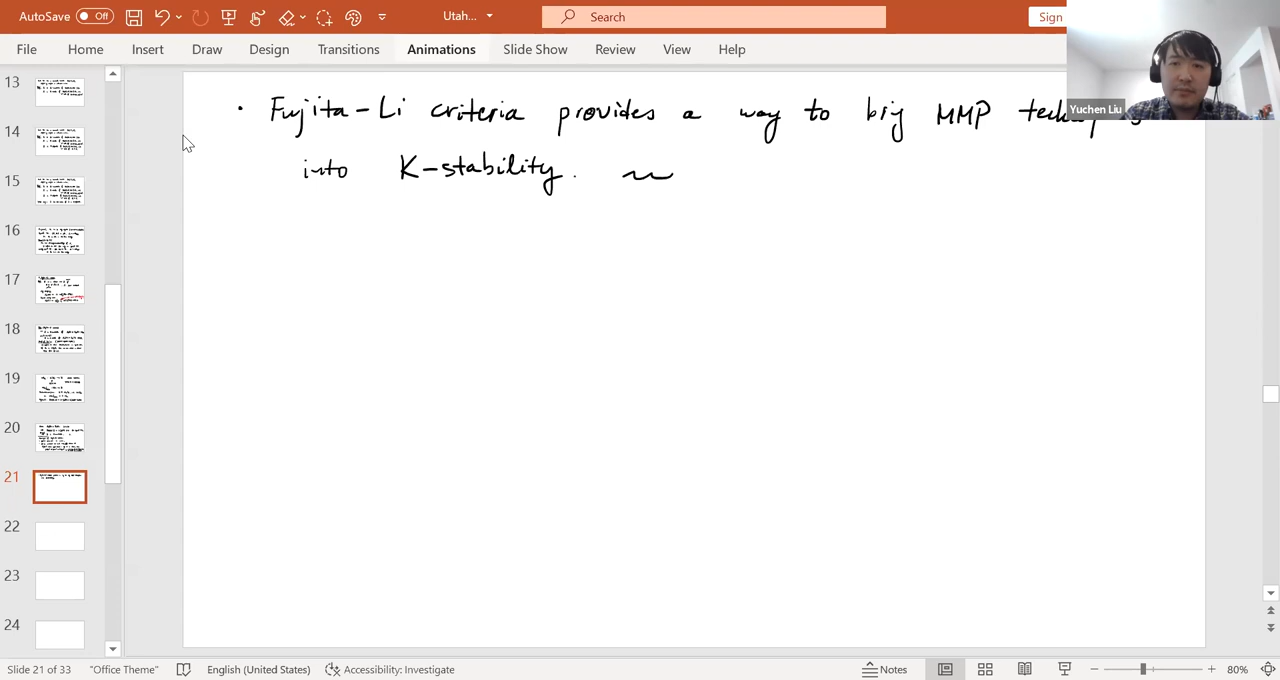 AutoSave Off Utah... Search Sign
File Home Insert Draw Design Transitions Animations Slide Show Review View Help
Yuchen Liu
13
14
15
16
17
18
19
20
21
22
23
24
· Fujita-Li criteria provides a way to brig MMP
into K-stability.
Slide 21 of 33 "Office Theme" English (United States) Accessibility: Investigate Notes 80%